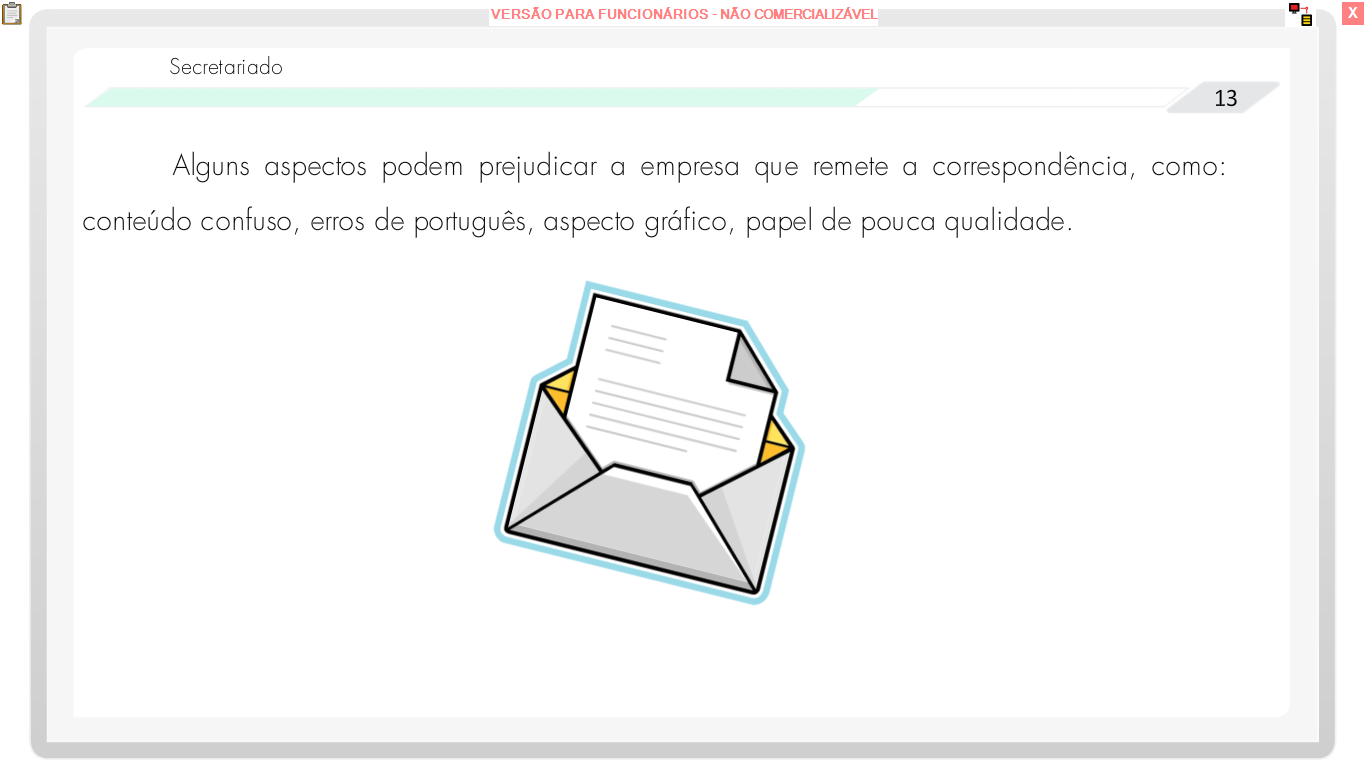 VERSÃO PARA FUNCIONÁRIOS - NÃO COMERCIALIZÁVEL
X
Secretariado
13
Alguns aspectos podem prejudicar a empresa que remete a correspondência, como:
conteúdo confuso, erros de português, aspecto gráfico, papel de pouca qualidade.